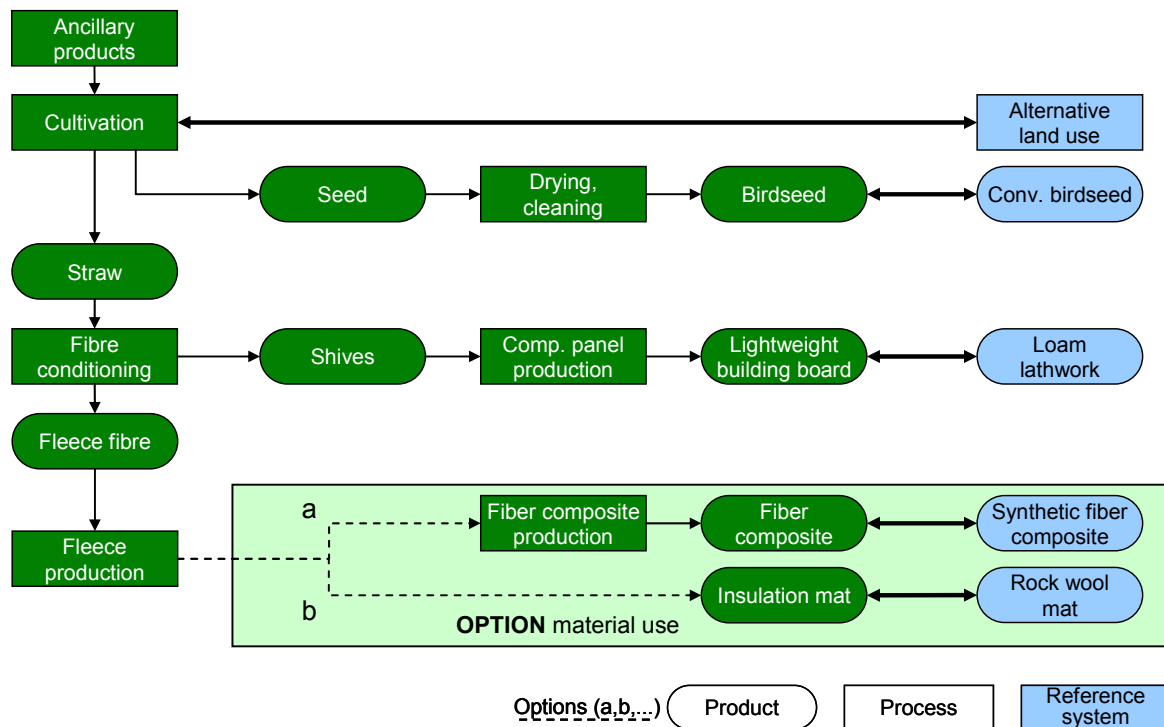 Ancillary
products
Cultivation
Alternative
land use
Seed
Drying,
cleaning
Birdseed
Conv. birdseed
Straw
Fibre
conditioning
Shives
Comp. panel
production
Lightweight
building board
Loam
lathwork
Fleece fibre
a
Fiber composite
production
Fiber
composite
Synthetic fiber
composite
Fleece
production
b
Insulation mat
Rock wool
mat
OPTION material use
Options (a,b,...)
Product
Process
Reference
system